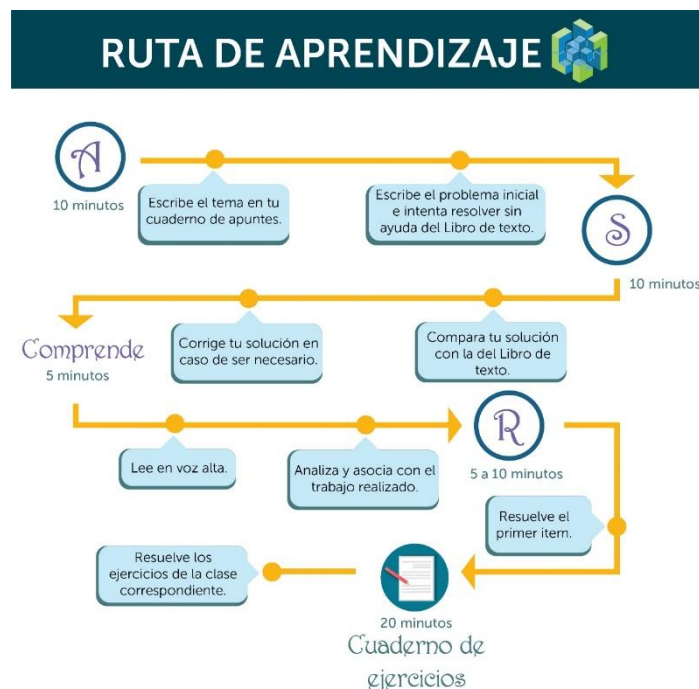 RUTA DE APRENDIZAJE
A
10 minutos
Escribe el tema en tu
cuaderno de apuntes.
Escribe el problema inicial
e intenta resolver sin
ayuda del Libro de texto.
S
10 minutos
Compara tu solución
con la del Libro de
texto.
Corrige tu solución en
caso de ser necesario.
Comprende
5 minutos
Lee en voz alta.
Analiza y asocia con el
trabajo realizado.
R
5 a 10 minutos
Resuelve el
primer item.
20 minutos
Cuaderno de
ejercicios
Resuelve los
ejercicios de la clase
correspondiente.